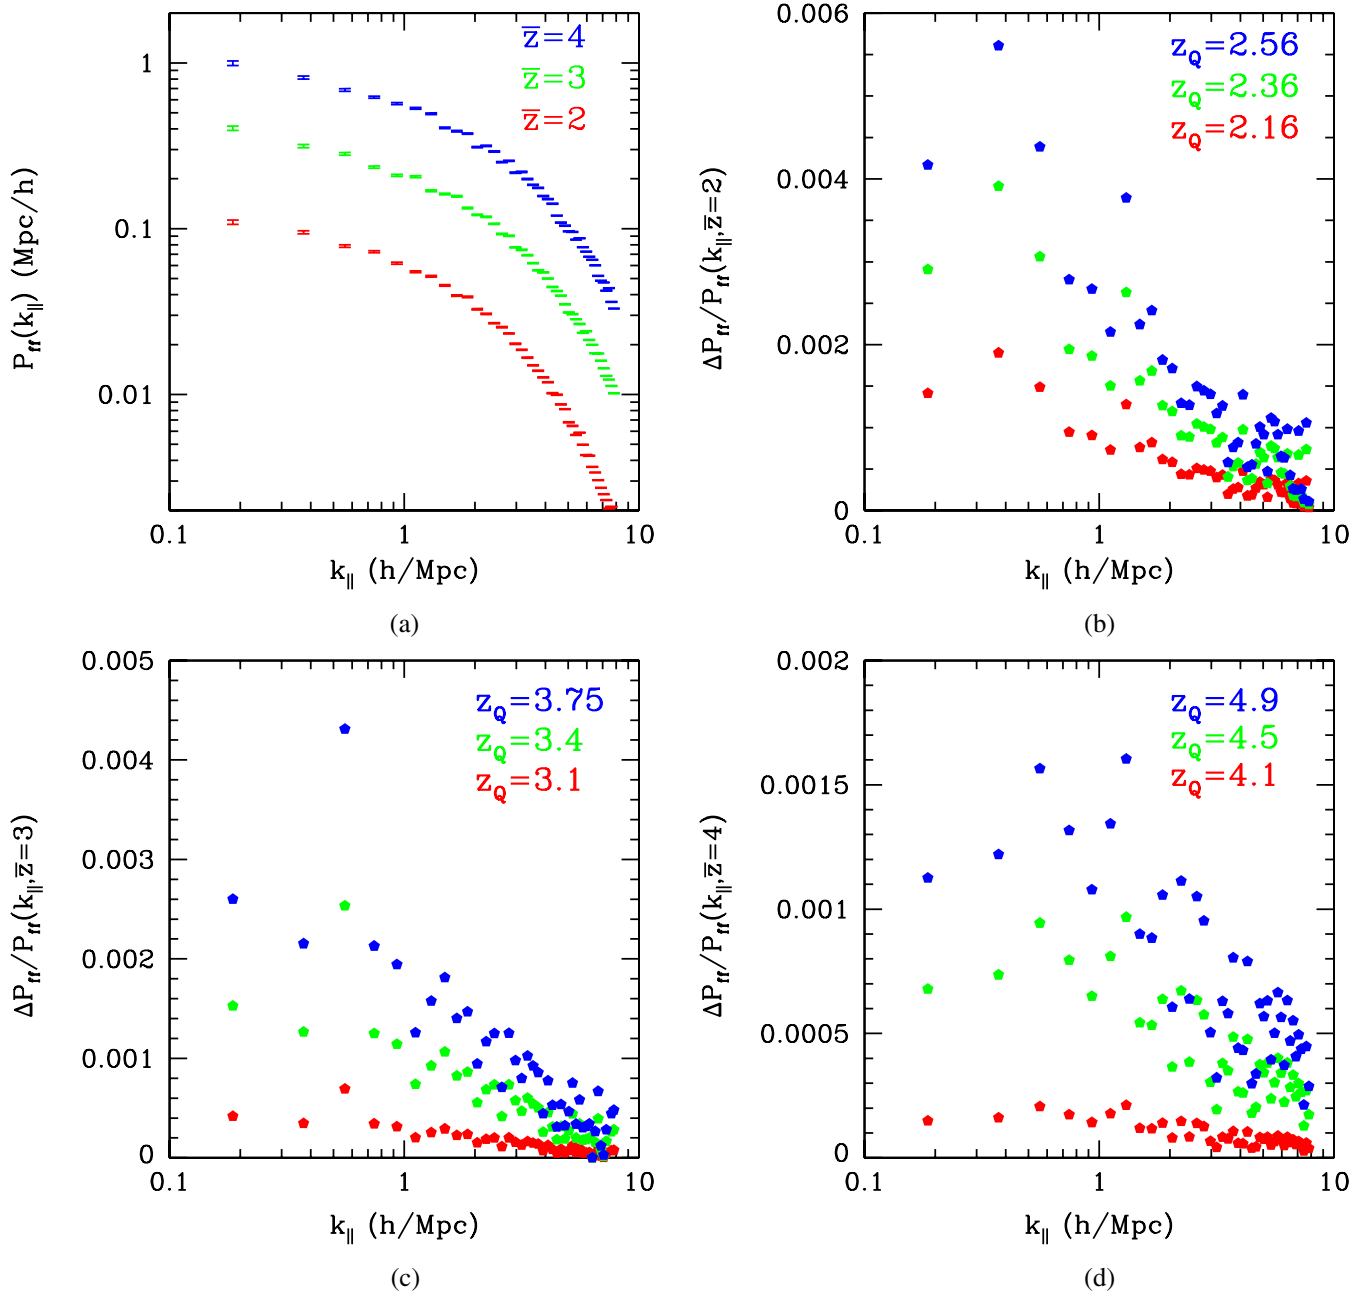 z̄=4
z̄=3
z̄=2
1
0.1
0.01
P_ff(k_∥) (Mpc/h)
0.1 1 10
k_∥ (h/Mpc)
(a)
z_Q=2.56
z_Q=2.36
z_Q=2.16
0.006
0.004
0.002
0
ΔP_ff/P_ff(k_∥,z̄=2)
0.1 1 10
k_∥ (h/Mpc)
(b)
z_Q=3.75
z_Q=3.4
z_Q=3.1
0.005
0.004
0.003
0.002
0.001
0
ΔP_ff/P_ff(k_∥,z̄=3)
0.1 1 10
k_∥ (h/Mpc)
(c)
z_Q=4.9
z_Q=4.5
z_Q=4.1
0.002
0.0015
0.001
0.0005
0
ΔP_ff/P_ff(k_∥,z̄=4)
0.1 1 10
k_∥ (h/Mpc)
(d)